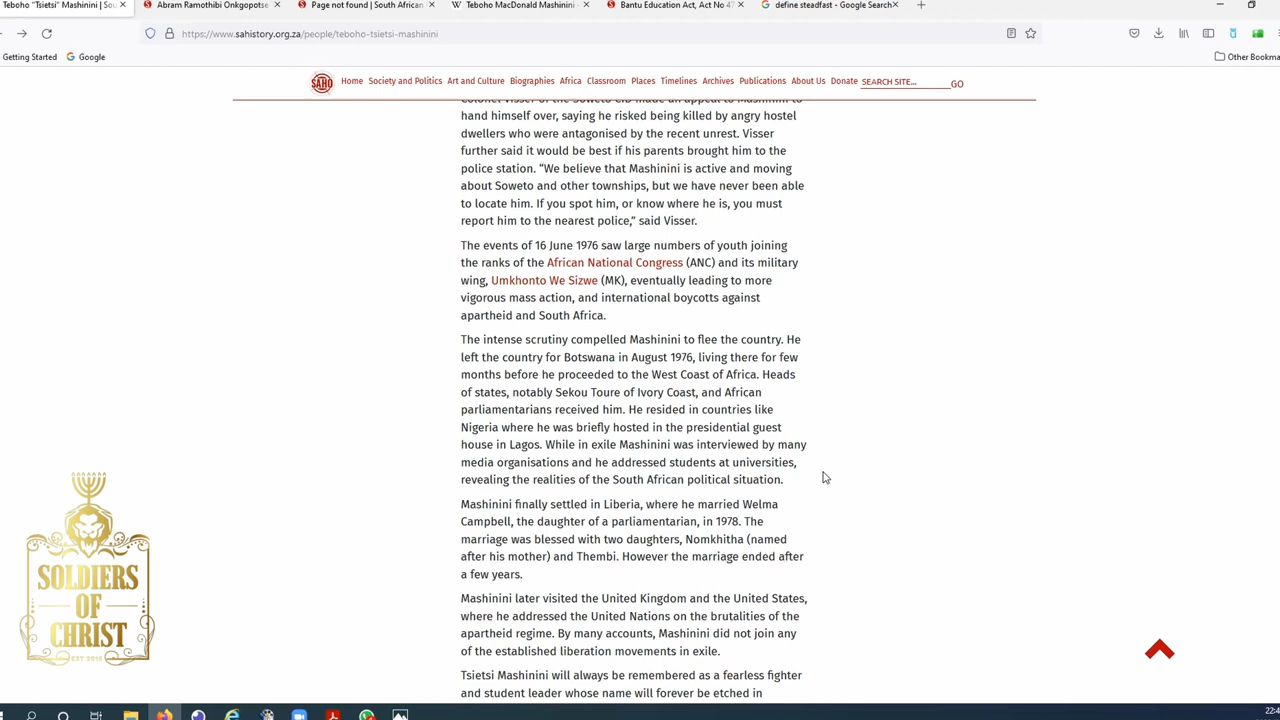 Teboho "Tsietsi" Mashinini | Sou
Abram Ramothibi Onkgopotse
Page not found | South African
Teboho MacDonald Mashinini
Bantu Education Act, Act No 47
define steadfast - Google Search
https://www.sahistory.org.za/people/teboho-tsietsi-mashinini
Getting Started
Google
Other Bookma
SAHO
Home Society and Politics Art and Culture Biographies Africa Classroom Places Timelines Archives Publications About Us Donate SEARCH SITE... GO
Colonel Visser of the Soweto CID made an appeal to Mashinini to
hand himself over, saying he risked being killed by angry hostel
dwellers who were antagonised by the recent unrest. Visser
further said it would be best if his parents brought him to the
police station. “We believe that Mashinini is active and moving
about Soweto and other townships, but we have never been able
to locate him. If you spot him, or know where he is, you must
report him to the nearest police,” said Visser.
The events of 16 June 1976 saw large numbers of youth joining
the ranks of the African National Congress (ANC) and its military
wing, Umkhonto We Sizwe (MK), eventually leading to more
vigorous mass action, and international boycotts against
apartheid and South Africa.
The intense scrutiny compelled Mashinini to flee the country. He
left the country for Botswana in August 1976, living there for few
months before he proceeded to the West Coast of Africa. Heads
of states, notably Sekou Toure of Ivory Coast, and African
parliamentarians received him. He resided in countries like
Nigeria where he was briefly hosted in the presidential guest
house in Lagos. While in exile Mashinini was interviewed by many
media organisations and he addressed students at universities,
revealing the realities of the South African political situation.
Mashinini finally settled in Liberia, where he married Welma
Campbell, the daughter of a parliamentarian, in 1978. The
marriage was blessed with two daughters, Nomkhitha (named
after his mother) and Thembi. However the marriage ended after
a few years.
Mashinini later visited the United Kingdom and the United States,
where he addressed the United Nations on the brutalities of the
apartheid regime. By many accounts, Mashinini did not join any
of the established liberation movements in exile.
Tsietsi Mashinini will always be remembered as a fearless fighter
and student leader whose name will forever be etched in
SOLDIERS
OF
CHRIST
EST 2015
22:4